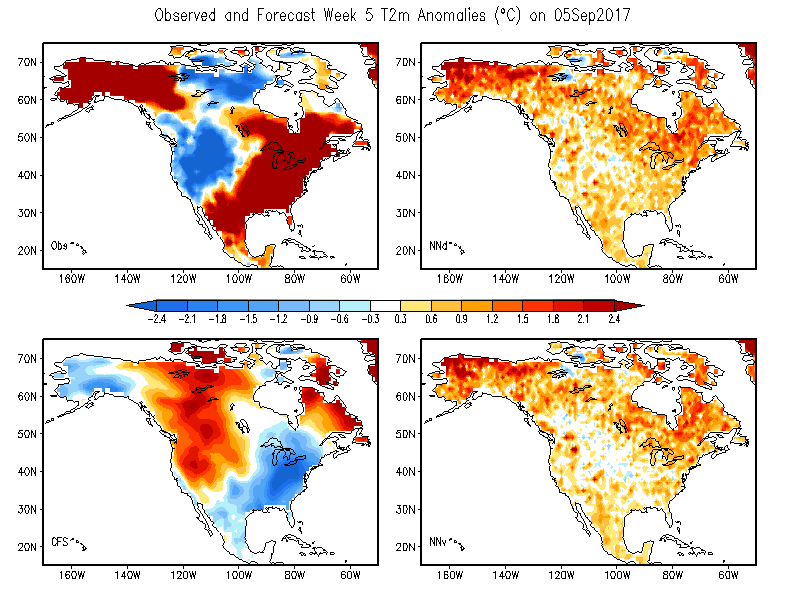 Observed and Forecast Week 5 T2m Anomalies (°C) on 05Sep2017
70N 70N
60N 60N
50N 50N
40N 40N
30N 30N
20N Obs 20N NNd
160W 140W 120W 100W 80W 60W 160W 140W 120W 100W 80W 60W
-2.4 -2.1 -1.8 -1.5 -1.2 -0.9 -0.6 -0.3 0.3 0.6 0.9 1.2 1.5 1.8 2.1 2.4
70N 70N
60N 60N
50N 50N
40N 40N
30N 30N
20N CFS 20N NNv
160W 140W 120W 100W 80W 60W 160W 140W 120W 100W 80W 60W